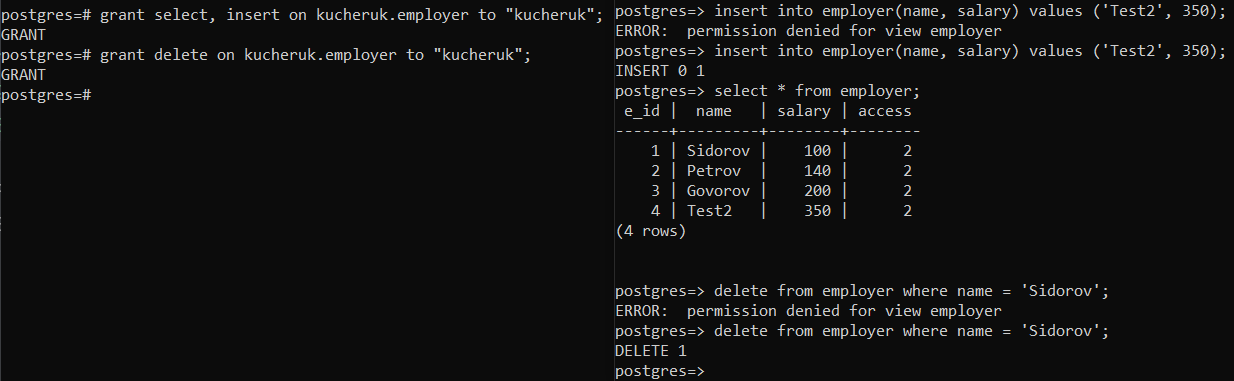 postgres=# grant select, insert on kucheruk.employer to "kucheruk";
GRANT
postgres=# grant delete on kucheruk.employer to "kucheruk";
GRANT
postgres=#
postgres=> insert into employer(name, salary) values ('Test2', 350);
ERROR:  permission denied for view employer
postgres=> insert into employer(name, salary) values ('Test2', 350);
INSERT 0 1
postgres=> select * from employer;
 e_id |  name   | salary | access
------+---------+--------+--------
    1 | Sidorov |    100 |      2
    2 | Petrov  |    140 |      2
    3 | Govorov |    200 |      2
    4 | Test2   |    350 |      2
(4 rows)
postgres=> delete from employer where name = 'Sidorov';
ERROR:  permission denied for view employer
postgres=> delete from employer where name = 'Sidorov';
DELETE 1
postgres=>